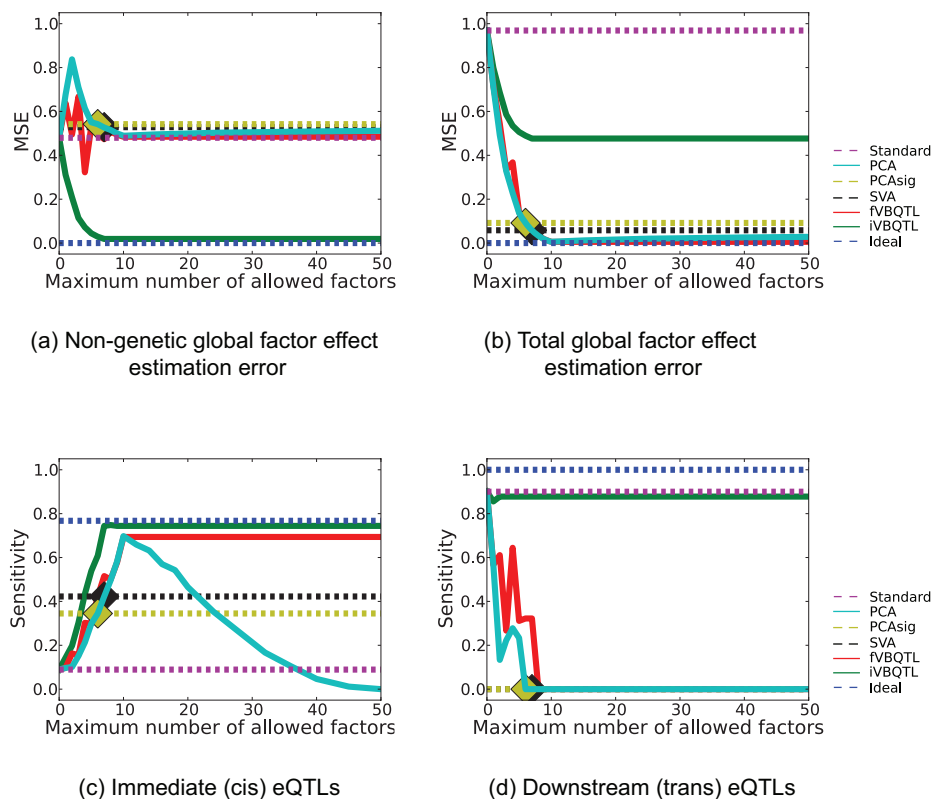 1.0
0.8
0.6
0.4
0.2
0.0
MSE
0 10 20 30 40 50
Maximum number of allowed factors
(a) Non-genetic global factor effect
estimation error
1.0
0.8
0.6
0.4
0.2
0.0
MSE
0 10 20 30 40 50
Maximum number of allowed factors
(b) Total global factor effect
estimation error
Standard
PCA
PCAsig
SVA
fVBQTL
iVBQTL
Ideal
1.0
0.8
0.6
0.4
0.2
0.0
Sensitivity
0 10 20 30 40 50
Maximum number of allowed factors
(c) Immediate (cis) eQTLs
1.0
0.8
0.6
0.4
0.2
0.0
Sensitivity
0 10 20 30 40 50
Maximum number of allowed factors
(d) Downstream (trans) eQTLs
Standard
PCA
PCAsig
SVA
fVBQTL
iVBQTL
Ideal